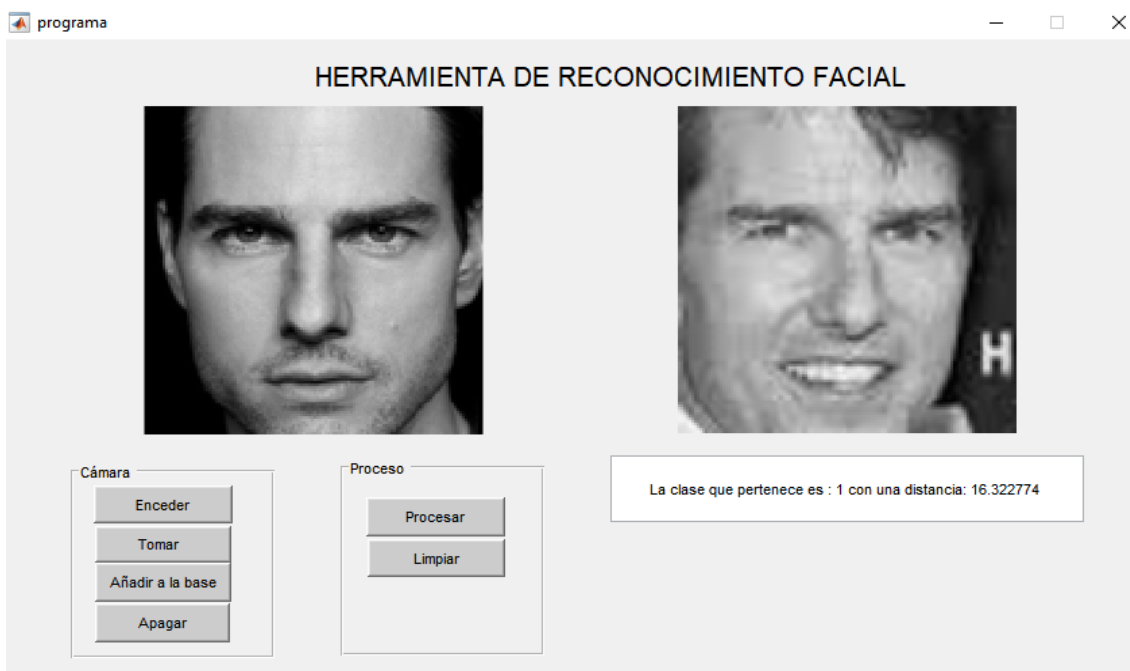 programa
HERRAMIENTA DE RECONOCIMIENTO FACIAL
H
Cámara
Enceder
Tomar
Añadir a la base
Apagar
Proceso
Procesar
Limpiar
La clase que pertenece es : 1 con una distancia: 16.322774